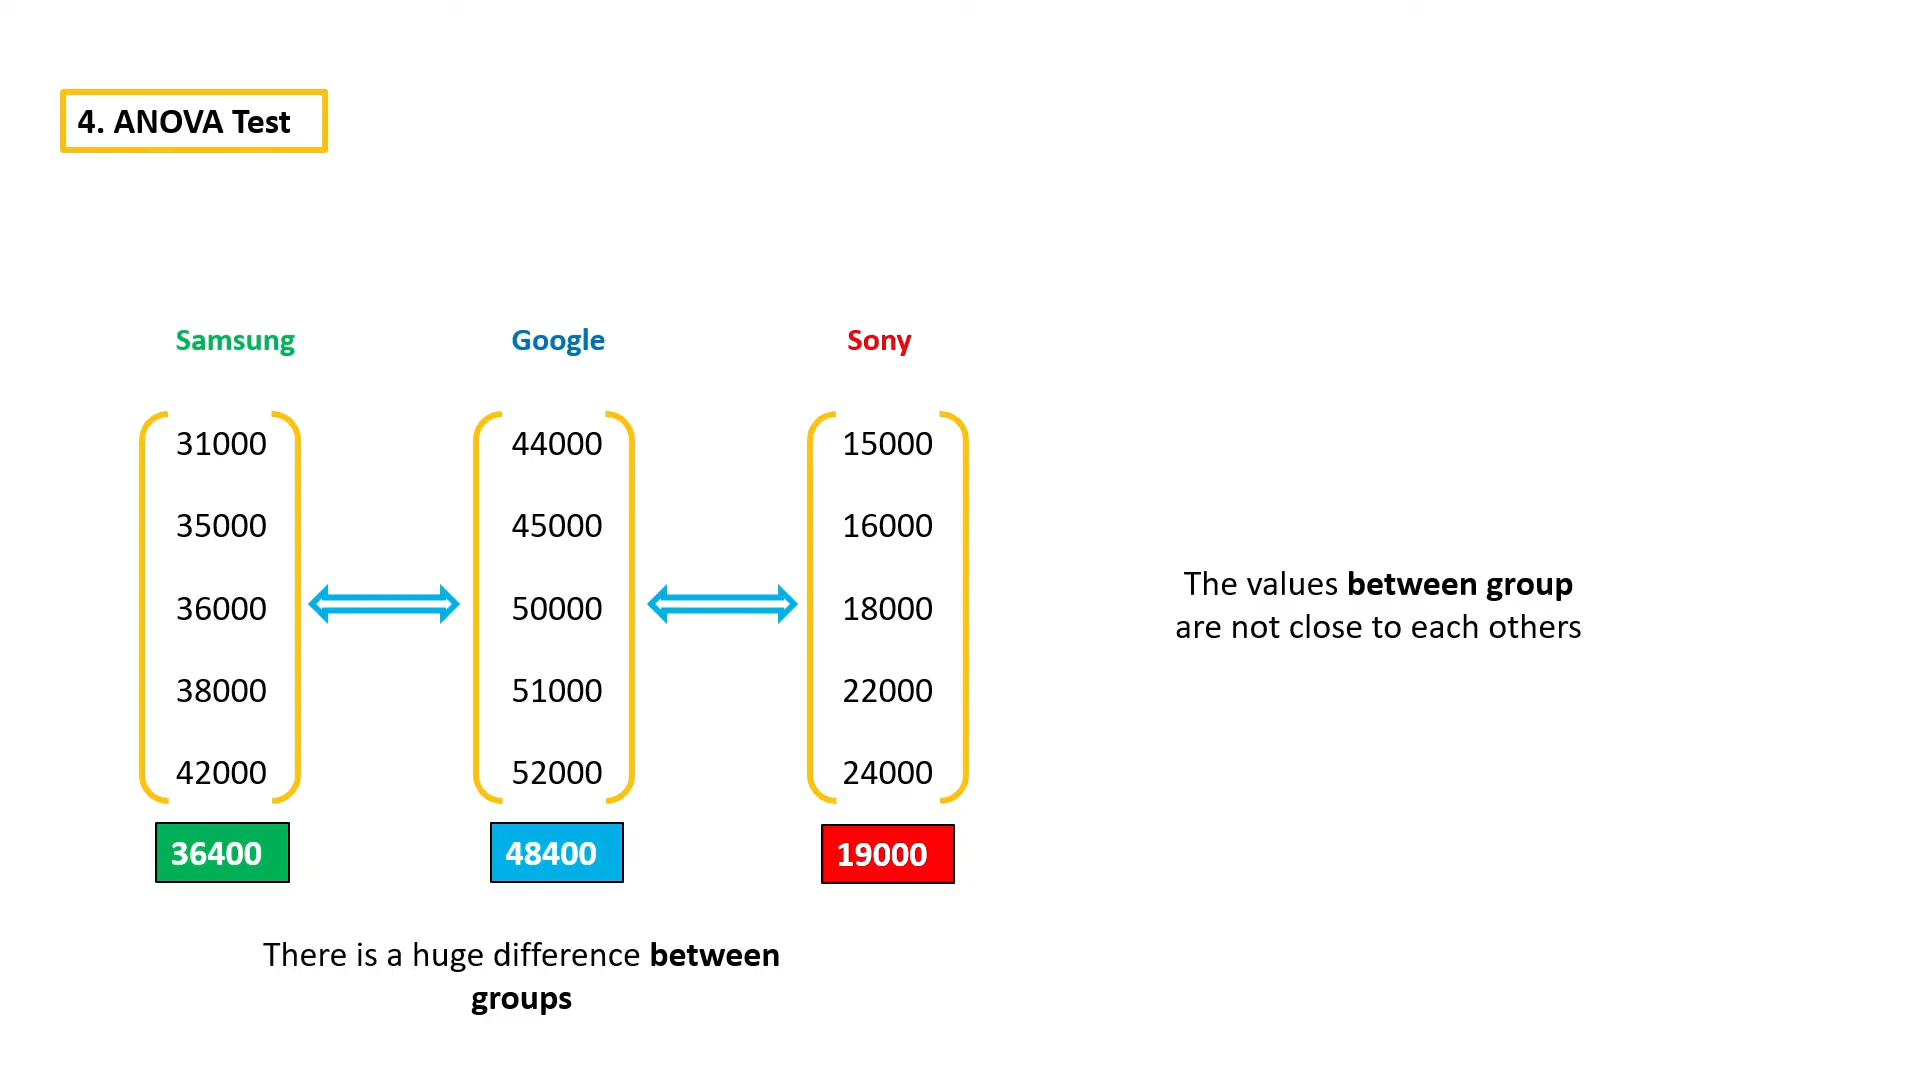 4. ANOVA Test
Samsung Google Sony
31000 44000 15000
35000 45000 16000
36000 50000 18000
38000 51000 22000
42000 52000 24000
36400 48400 19000
The values between group
are not close to each others
There is a huge difference between
groups